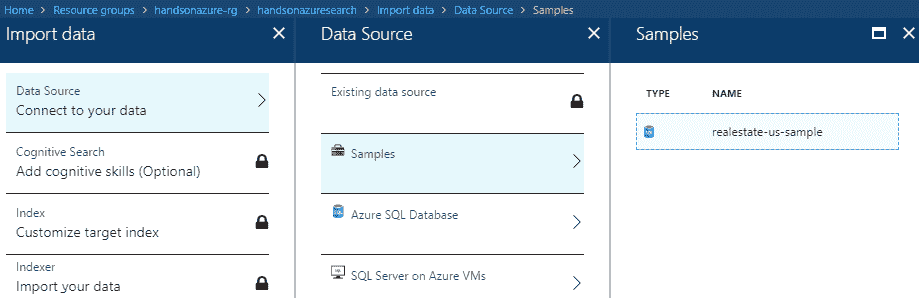 Home > Resource groups > handsonazure-rg > handsonazuresearch > Import data > Data Source > Samples
Import data
Data Source
Connect to your data
Cognitive Search
Add cognitive skills (Optional)
Index
Customize target index
Indexer
Import your data
Data Source
Existing data source
Samples
Azure SQL Database
SQL Server on Azure VMs
Samples
TYPE NAME
realestate-us-sample